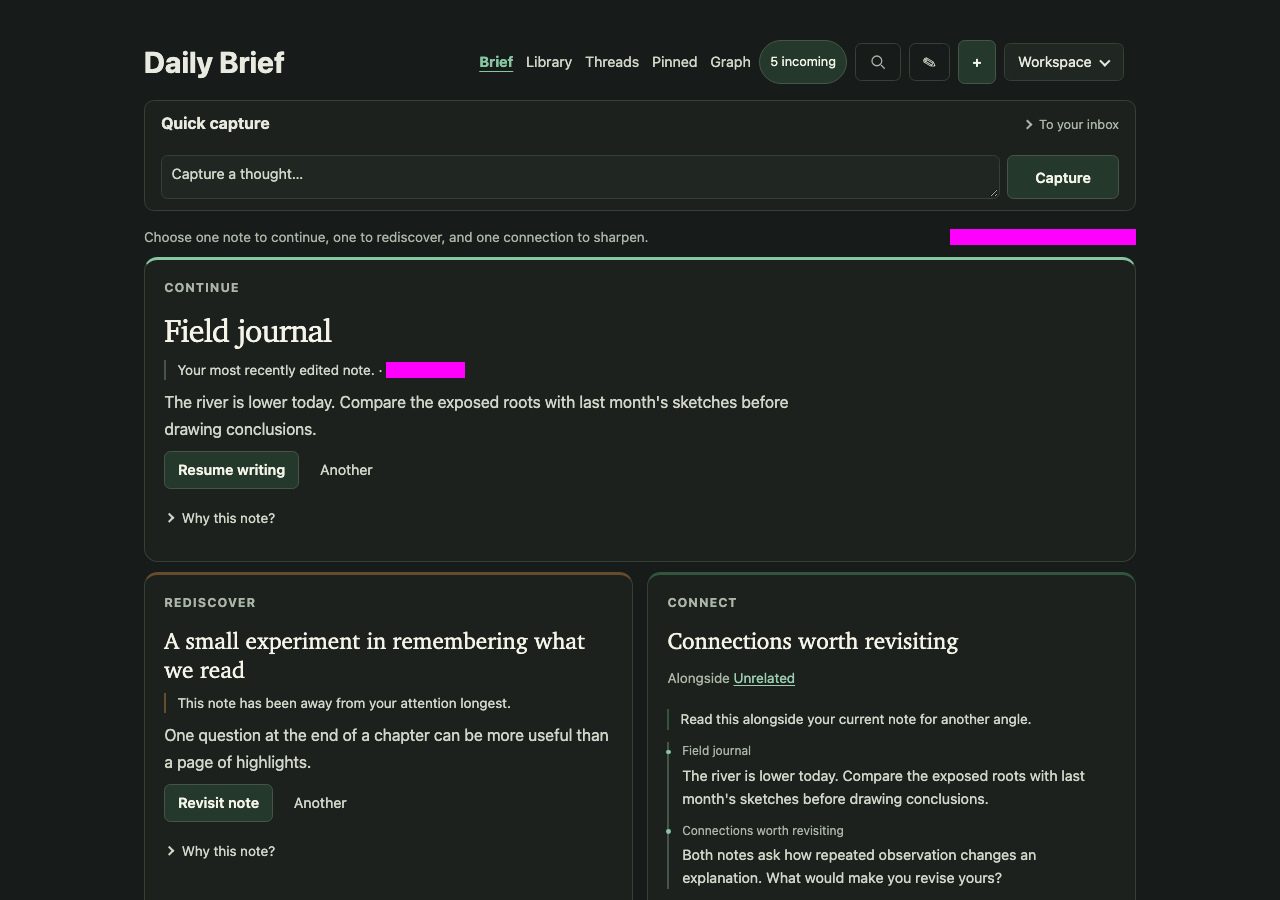 Daily Brief
Brief Library Threads Pinned Graph 5 incoming + Workspace
Quick capture
To your inbox
Capture a thought...
Capture
Choose one note to continue, one to rediscover, and one connection to sharpen.
CONTINUE
Field journal
Your most recently edited note. ·
The river is lower today. Compare the exposed roots with last month's sketches before
drawing conclusions.
Resume writing Another
Why this note?
REDISCOVER
A small experiment in remembering what
we read
This note has been away from your attention longest.
One question at the end of a chapter can be more useful than
a page of highlights.
Revisit note Another
Why this note?
CONNECT
Connections worth revisiting
Alongside Unrelated
Read this alongside your current note for another angle.
Field journal
The river is lower today. Compare the exposed roots with last
month's sketches before drawing conclusions.
Connections worth revisiting
Both notes ask how repeated observation changes an
explanation. What would make you revise yours?